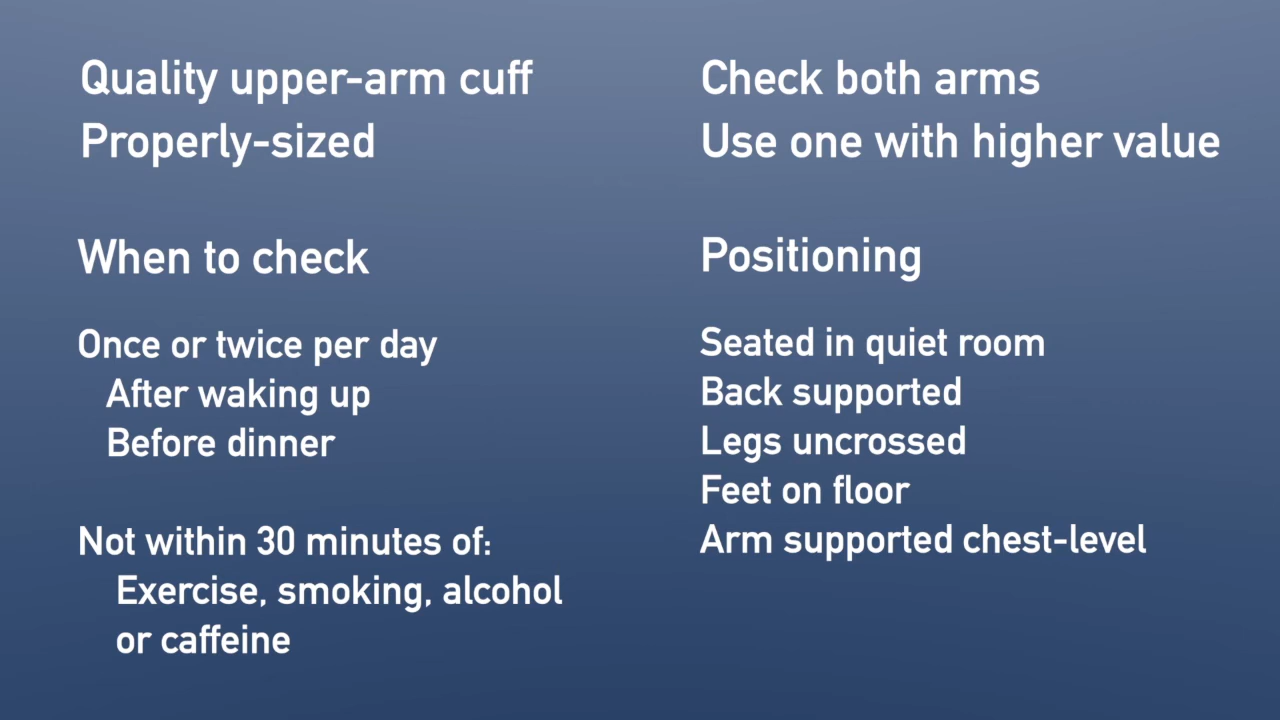 Quality upper-arm cuff
Properly-sized
When to check
Once or twice per day
After waking up
Before dinner
Not within 30 minutes of:
Exercise, smoking, alcohol
or caffeine
Check both arms
Use one with higher value
Positioning
Seated in quiet room
Back supported
Legs uncrossed
Feet on floor
Arm supported chest-level